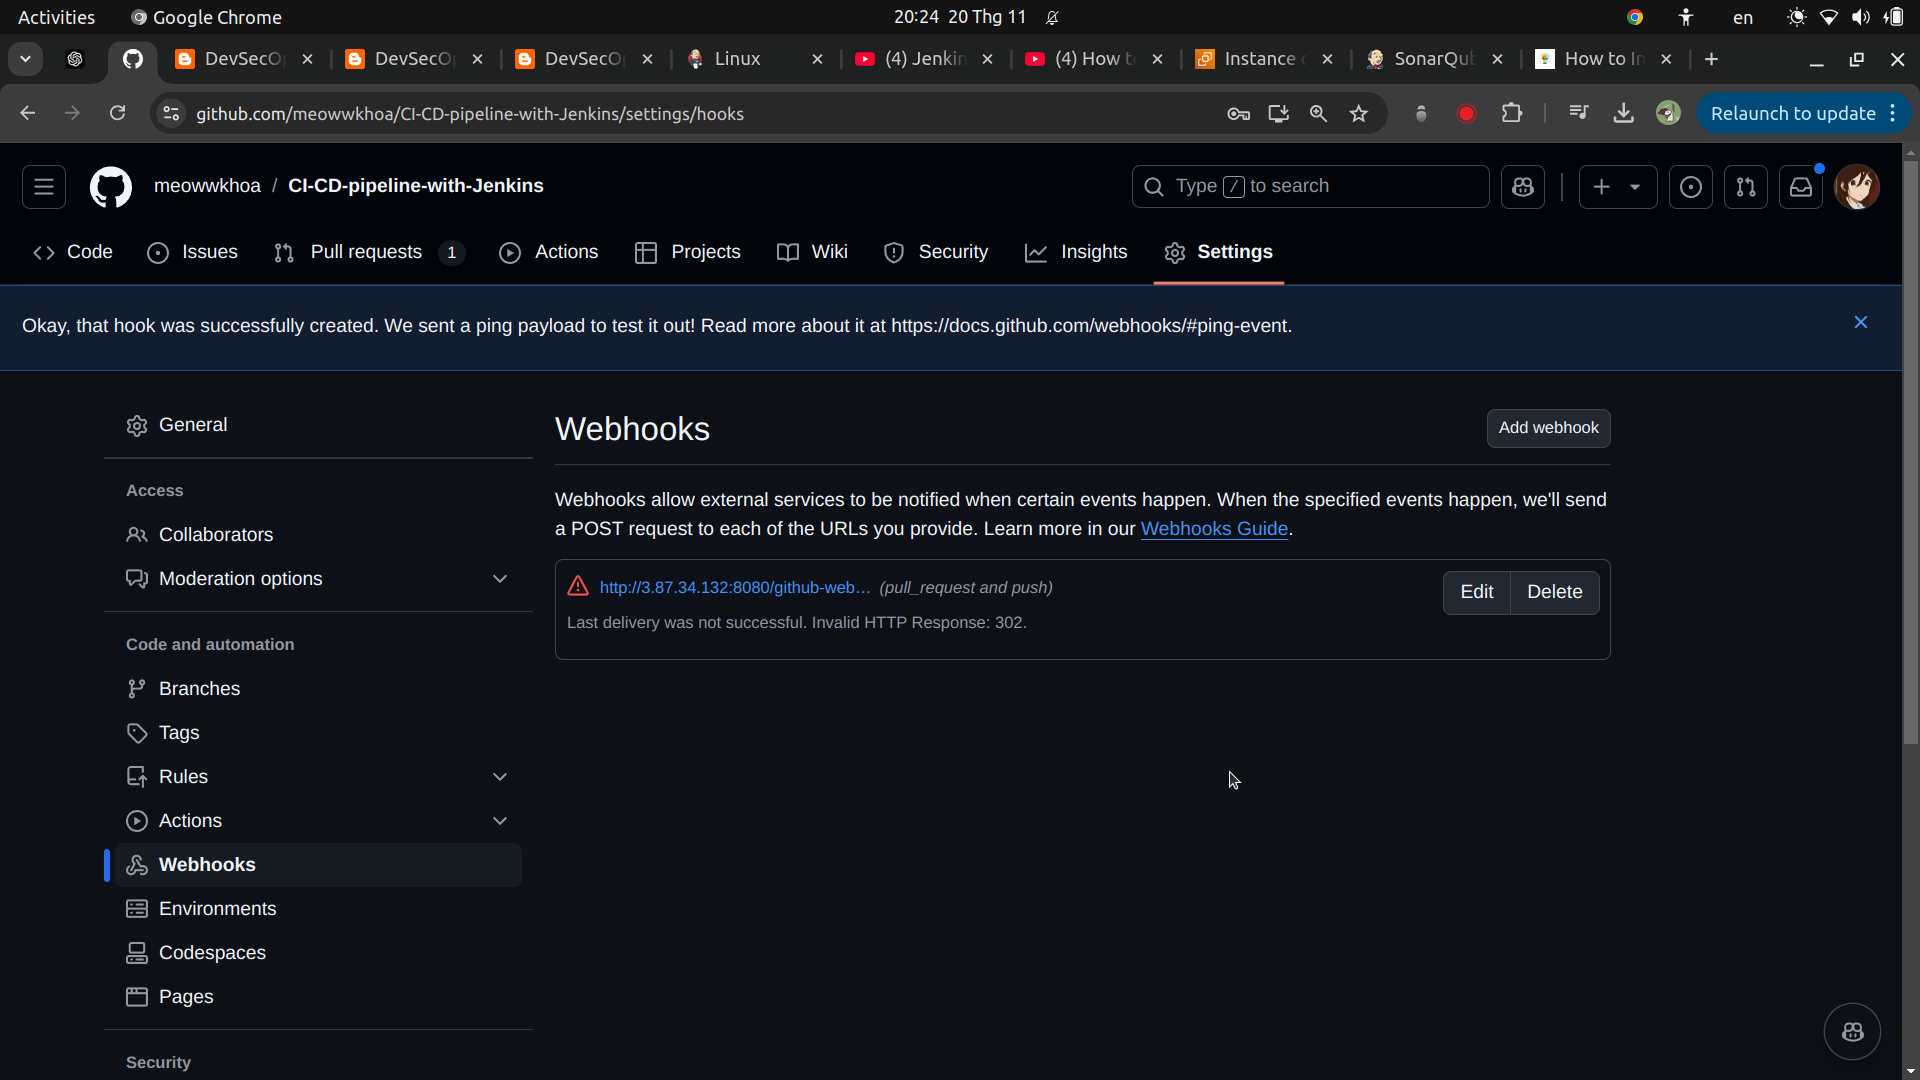 Activities
Google Chrome
20:24 20 Thg 11
en
DevSecO
DevSecO
DevSecO
Linux
(4) Jenkin
(4) How t
Instance
SonarQu
How to In
github.com/meowwkhoa/CI-CD-pipeline-with-Jenkins/settings/hooks
Relaunch to update
meowwkhoa / CI-CD-pipeline-with-Jenkins
Type / to search
Code
Issues
Pull requests 1
Actions
Projects
Wiki
Security
Insights
Settings
Okay, that hook was successfully created. We sent a ping payload to test it out! Read more about it at https://docs.github.com/webhooks/#ping-event.
General
Access
Collaborators
Moderation options
Code and automation
Branches
Tags
Rules
Actions
Webhooks
Environments
Codespaces
Pages
Security
Webhooks
Add webhook
Webhooks allow external services to be notified when certain events happen. When the specified events happen, we'll send
a POST request to each of the URLs you provide. Learn more in our Webhooks Guide.
http://3.87.34.132:8080/github-web… (pull_request and push)
Edit
Delete
Last delivery was not successful. Invalid HTTP Response: 302.